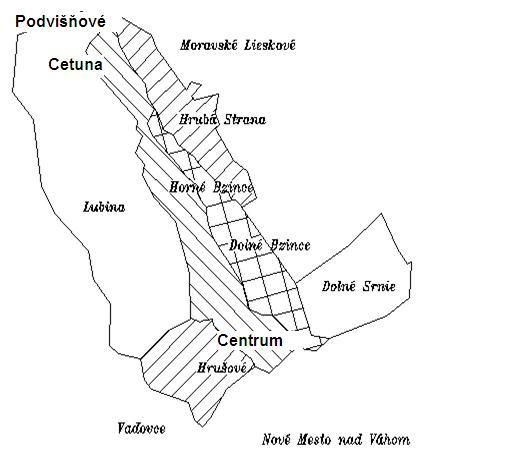 Podvišňové
Moravské Lieskové
Cetuna
Hrubá Strana
Horné Bzince
Lubina
Dolné Bzince
Dolné Srnie
Centrum
Hrušové
Vaďovce
Nové Mesto nad Váhom